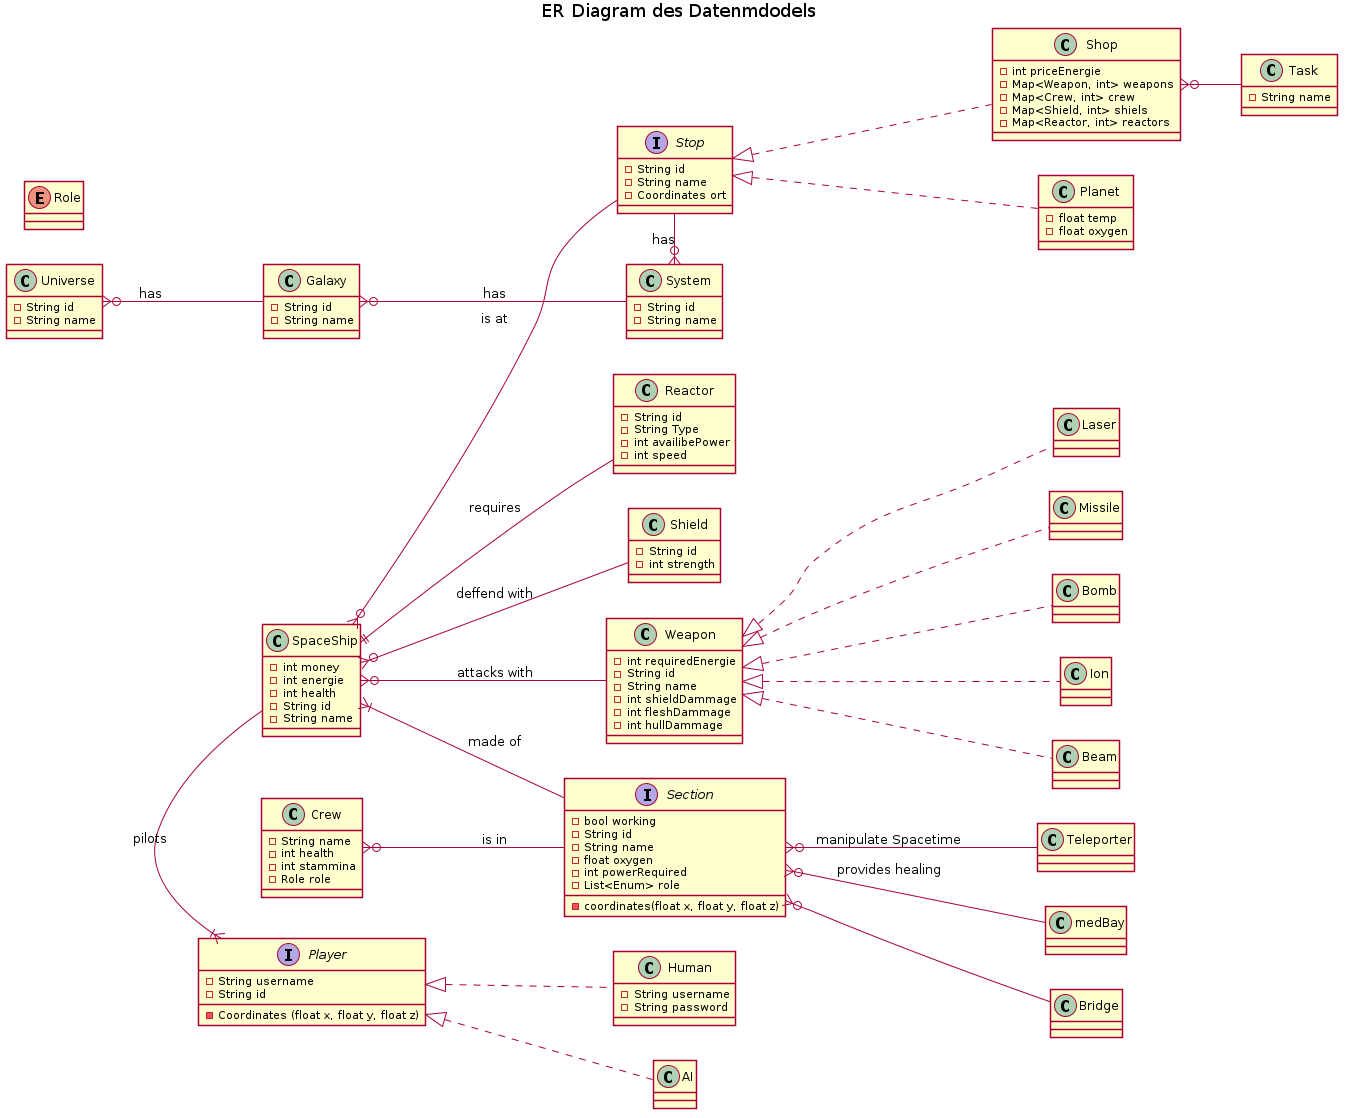 ER Diagram des Datenmdodels
C Shop
int priceEnergie
Map<Weapon, int> weapons
Map<Crew, int> crew
Map<Shield, int> shiels
Map<Reactor, int> reactors
C Task
String name
I Stop
String id
String name
Coordinates ort
C Planet
float temp
float oxygen
E Role
has
C Universe
String id
String name
has
C Galaxy
String id
String name
has
C System
String id
String name
is at
C Reactor
String id
String Type
int availibePower
int speed
requires
C Shield
String id
int strength
deffend with
C Laser
C Missile
C Bomb
C Ion
C Beam
C SpaceShip
int money
int energie
int health
String id
String name
attacks with
C Weapon
int requiredEnergie
String id
String name
int shieldDammage
int fleshDammage
int hullDammage
made of
pilots
C Crew
String name
int health
int stammina
Role role
is in
I Section
bool working
String id
String name
float oxygen
int powerRequired
List<Enum> role
coordinates(float x, float y, float z)
manipulate Spacetime
C Teleporter
provides healing
C medBay
C Bridge
I Player
String username
String id
Coordinates (float x, float y, float z)
C Human
String username
String password
C AI